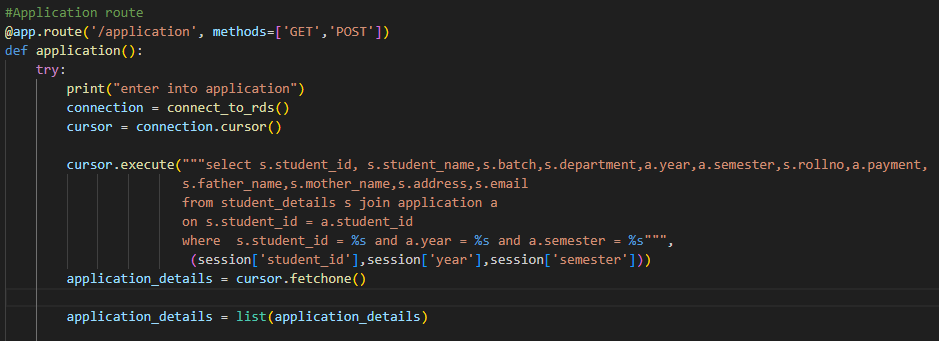 #Application route
@app.route('/application', methods=['GET','POST'])
def application():
    try:
        print("enter into application")
        connection = connect_to_rds()
        cursor = connection.cursor()

        cursor.execute("""select s.student_id, s.student_name,s.batch,s.department,a.year,a.semester,s.rollno,a.payment,
                       s.father_name,s.mother_name,s.address,s.email
                       from student_details s join application a
                       on s.student_id = a.student_id
                       where  s.student_id = %s and a.year = %s and a.semester = %s""",
                        (session['student_id'],session['year'],session['semester']))
        application_details = cursor.fetchone()

        application_details = list(application_details)